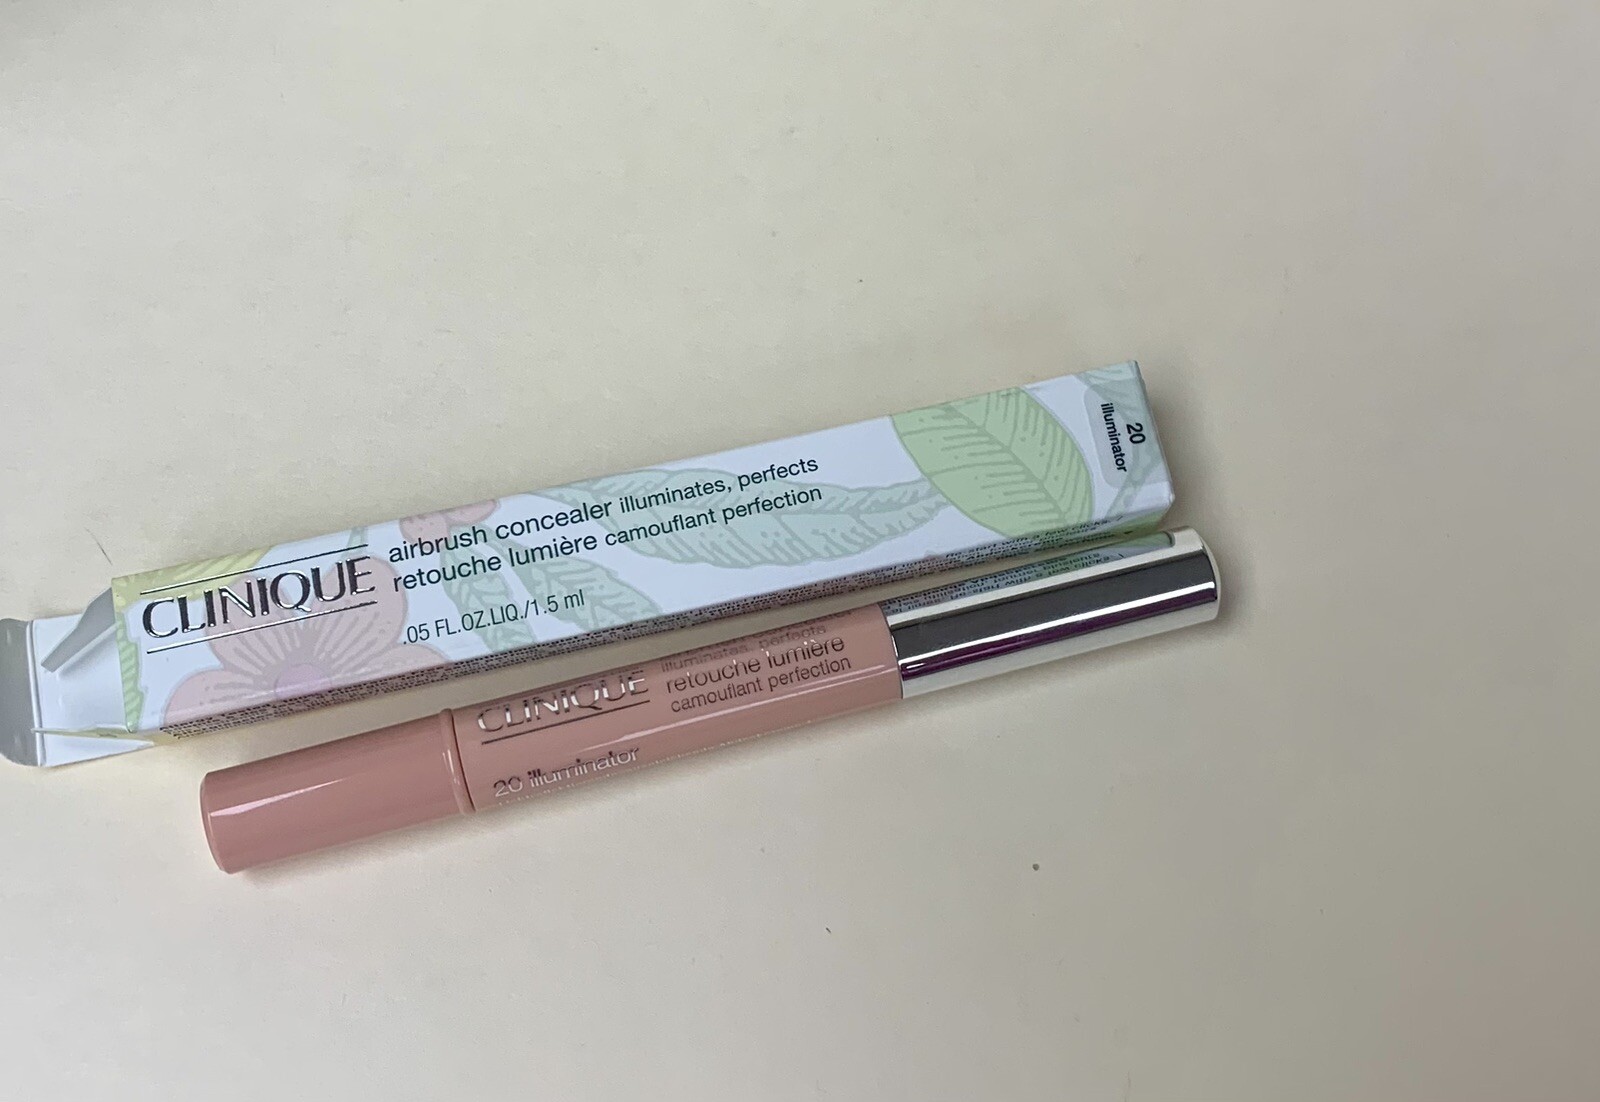 CLINIQUE
airbrush concealer illuminates, perfects
retouche lumière camouflant perfection
.05 FL.OZ.LIQ./1.5 ml
20
illuminator
CLINIQUE
illuminates, perfects
retouche lumière
camouflant perfection
20 illuminator